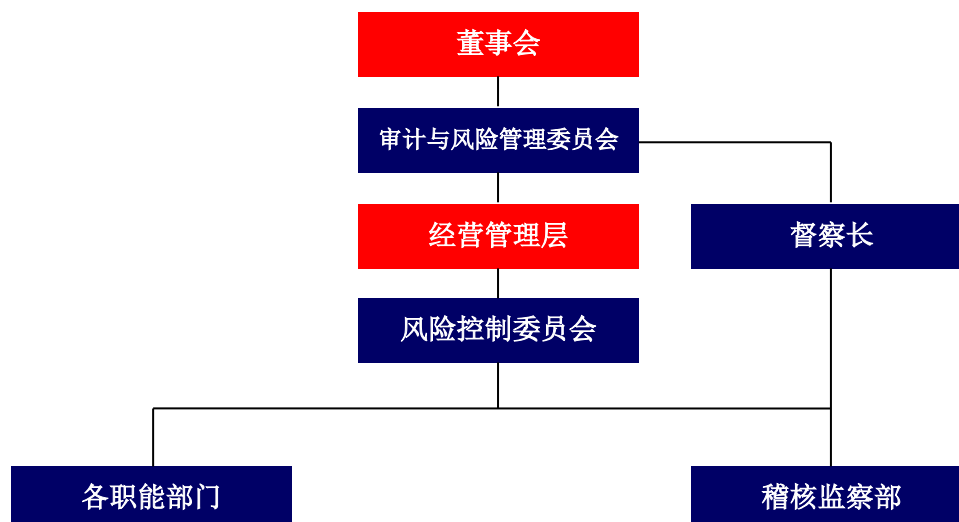 董事会
审计与风险管理委员会
经营管理层
督察长
风险控制委员会
各职能部门
稽核监察部